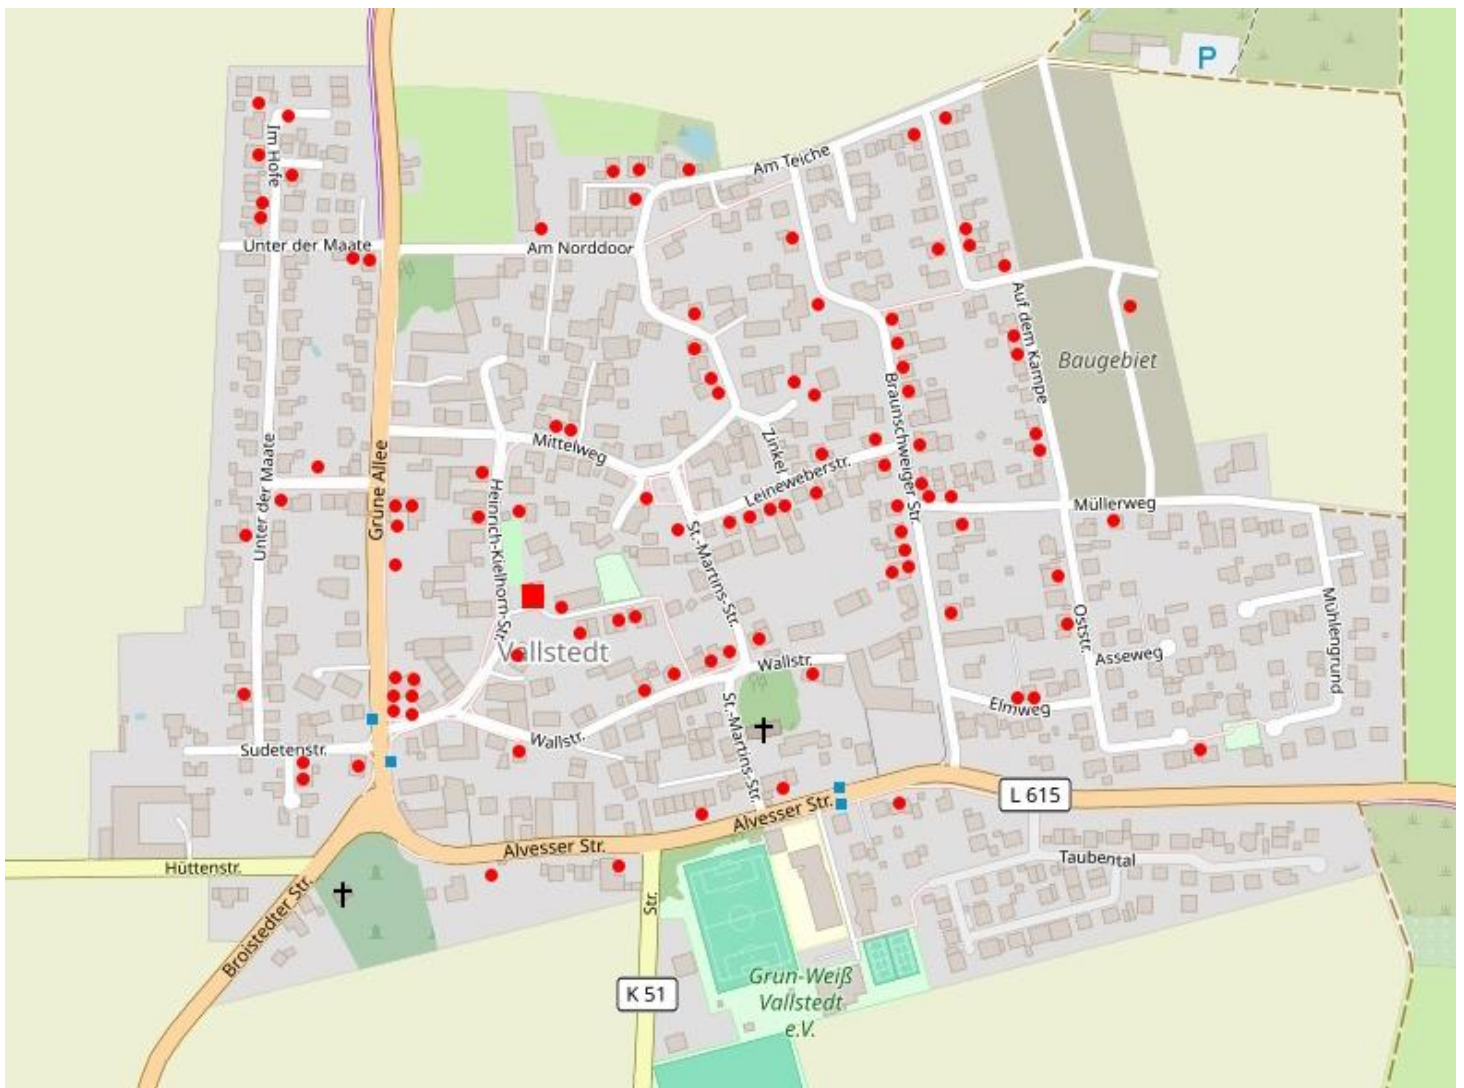 P
Im Hofe
Am Teiche
Unter der Maate
Am Norddoor
Auf dem Kampe
Baugebiet
Braunschweiger Str.
Mittelweg
Zinkel
Leineweberstr.
Grüne Allee
Unter der Maate
Heinrich-Kielhorn-Str.
St.-Martins-Str.
Müllerweg
Mühlengrund
Oststr.
Asseweg
Vallstedt
Wallstr.
Elmweg
Wallstr.
St.-Martins-Str.
Sudetenstr.
L 615
Alvesser Str.
Alvesser Str.
Taubental
Hüttenstr.
Broistedter Str.
Str.
K 51
Grün-Weiß
Vallstedt
e.V.